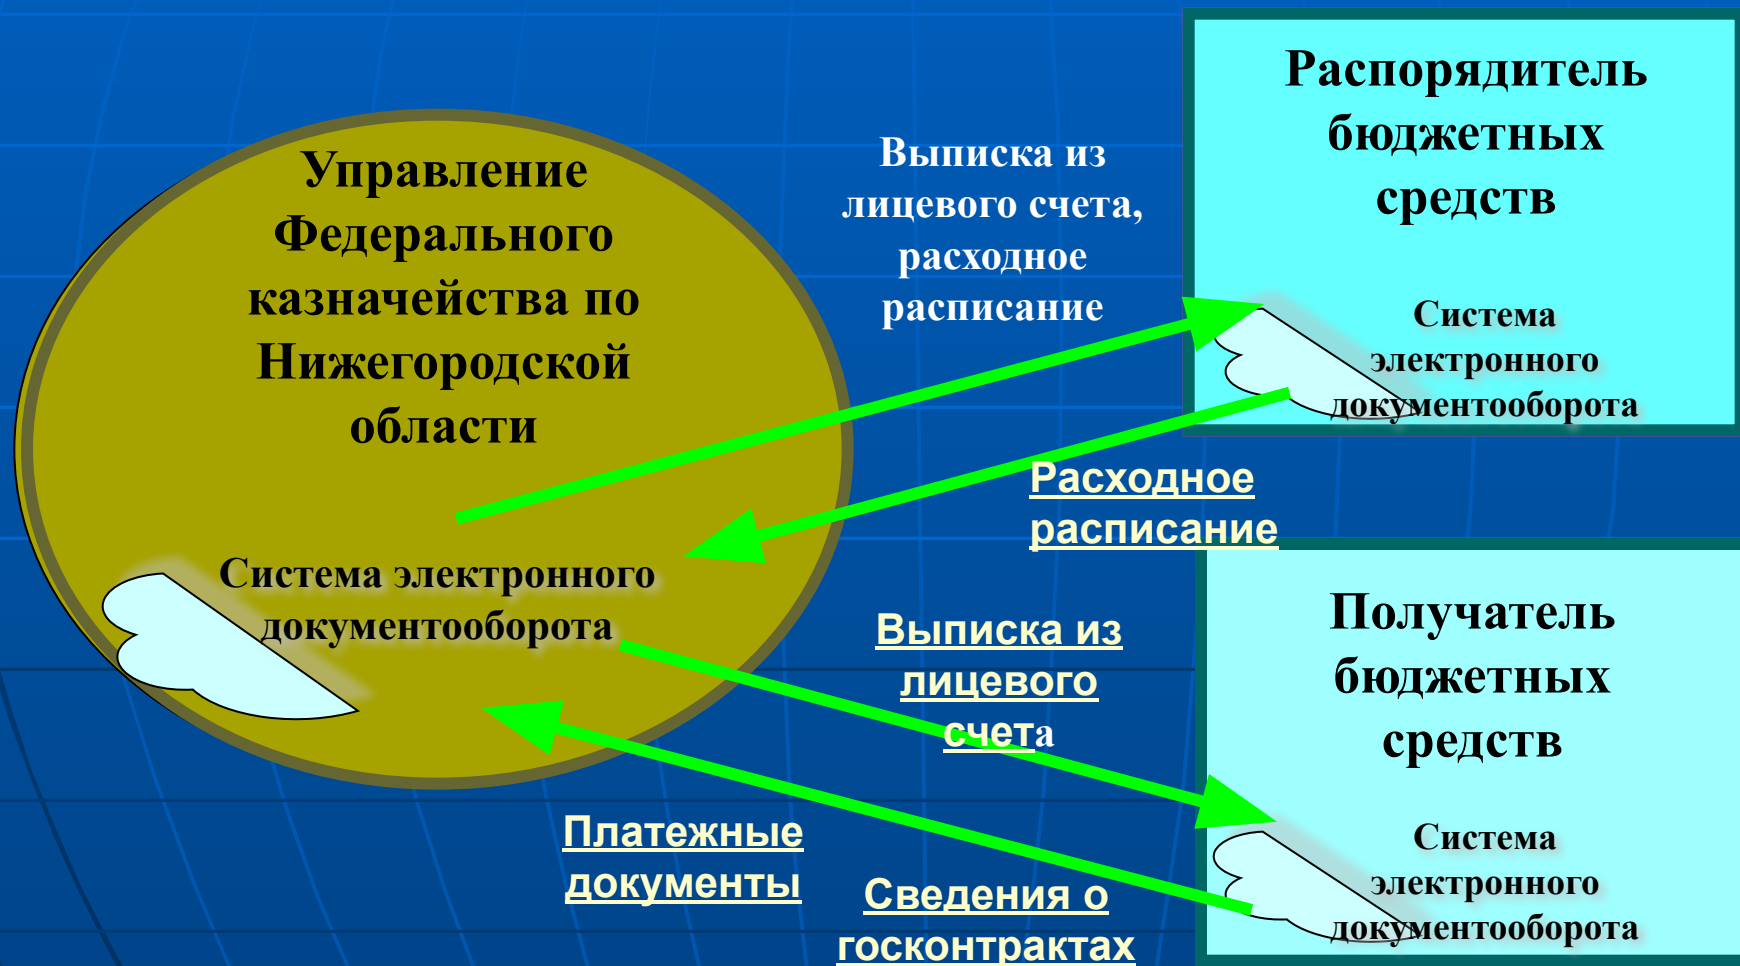 Управление
Федерального
казначейства по
Нижегородской
области
Система электронного
документооборота
Выписка из
лицевого счета,
расходное
расписание
Распорядитель
бюджетных
средств
Система
электронного
документооборота
Расходное
расписание
Выписка из
лицевого
счета
Получатель
бюджетных
средств
Система
электронного
документооборота
Платежные
документы
Сведения о
госконтрактах